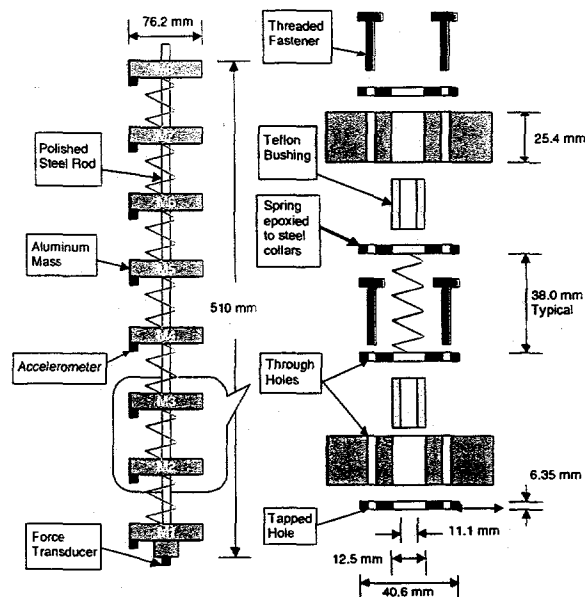 76.2 mm
Polished
Steel Rod
Aluminum
Mass
Accelerometer
Force
Transducer
510 mm
Threaded
Fastener
25.4 mm
Teflon
Bushing
Spring
epoxied
to steel
collars
38.0 mm
Typical
Through
Holes
6.35 mm
Tapped
Hole
11.1 mm
12.5 mm
40.6 mm